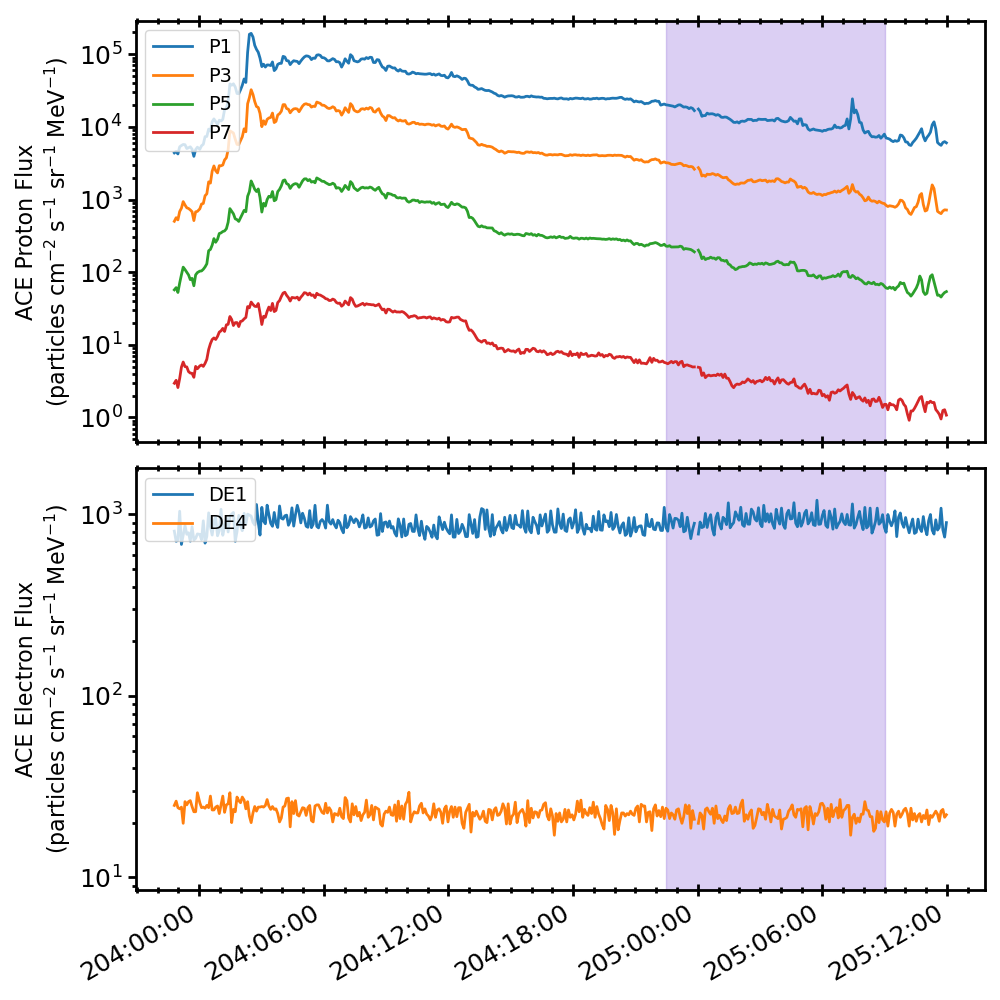 ACE Proton Flux
(particles cm⁻² s⁻¹ sr⁻¹ MeV⁻¹)
10⁵
10⁴
10³
10²
10¹
10⁰
P1
P3
P5
P7
ACE Electron Flux
(particles cm⁻² s⁻¹ sr⁻¹ MeV⁻¹)
10³
10²
10¹
DE1
DE4
204:00:00
204:06:00
204:12:00
204:18:00
205:00:00
205:06:00
205:12:00